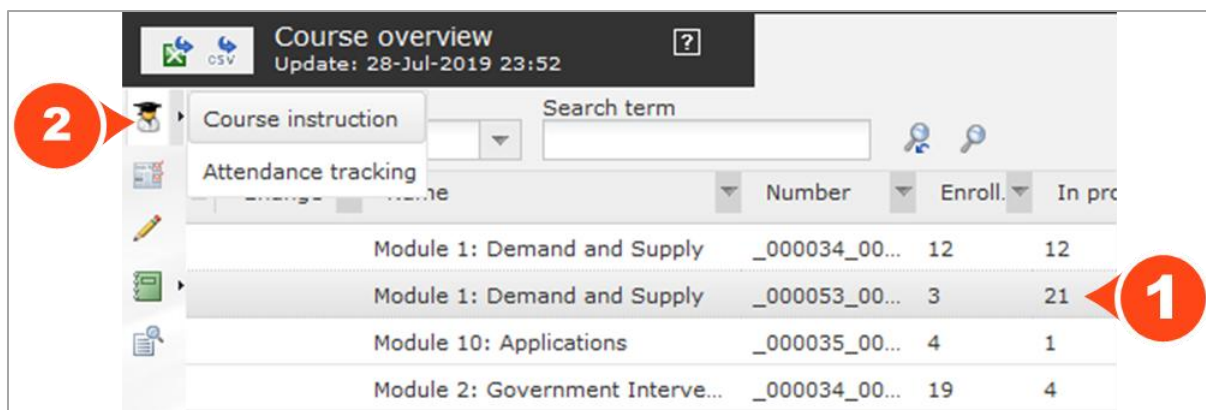 Course overview
?
csv
Update: 28-Jul-2019 23:52
2
Course instruction
Search term
Attendance tracking
Number
Enroll.
1
Module 1: Demand and Supply _000034_00... 12 12
Module 1: Demand and Supply _000053_00... 3 21
Module 10: Applications _000035_00... 4 1
Module 2: Government Interve... _000034_00... 19 4